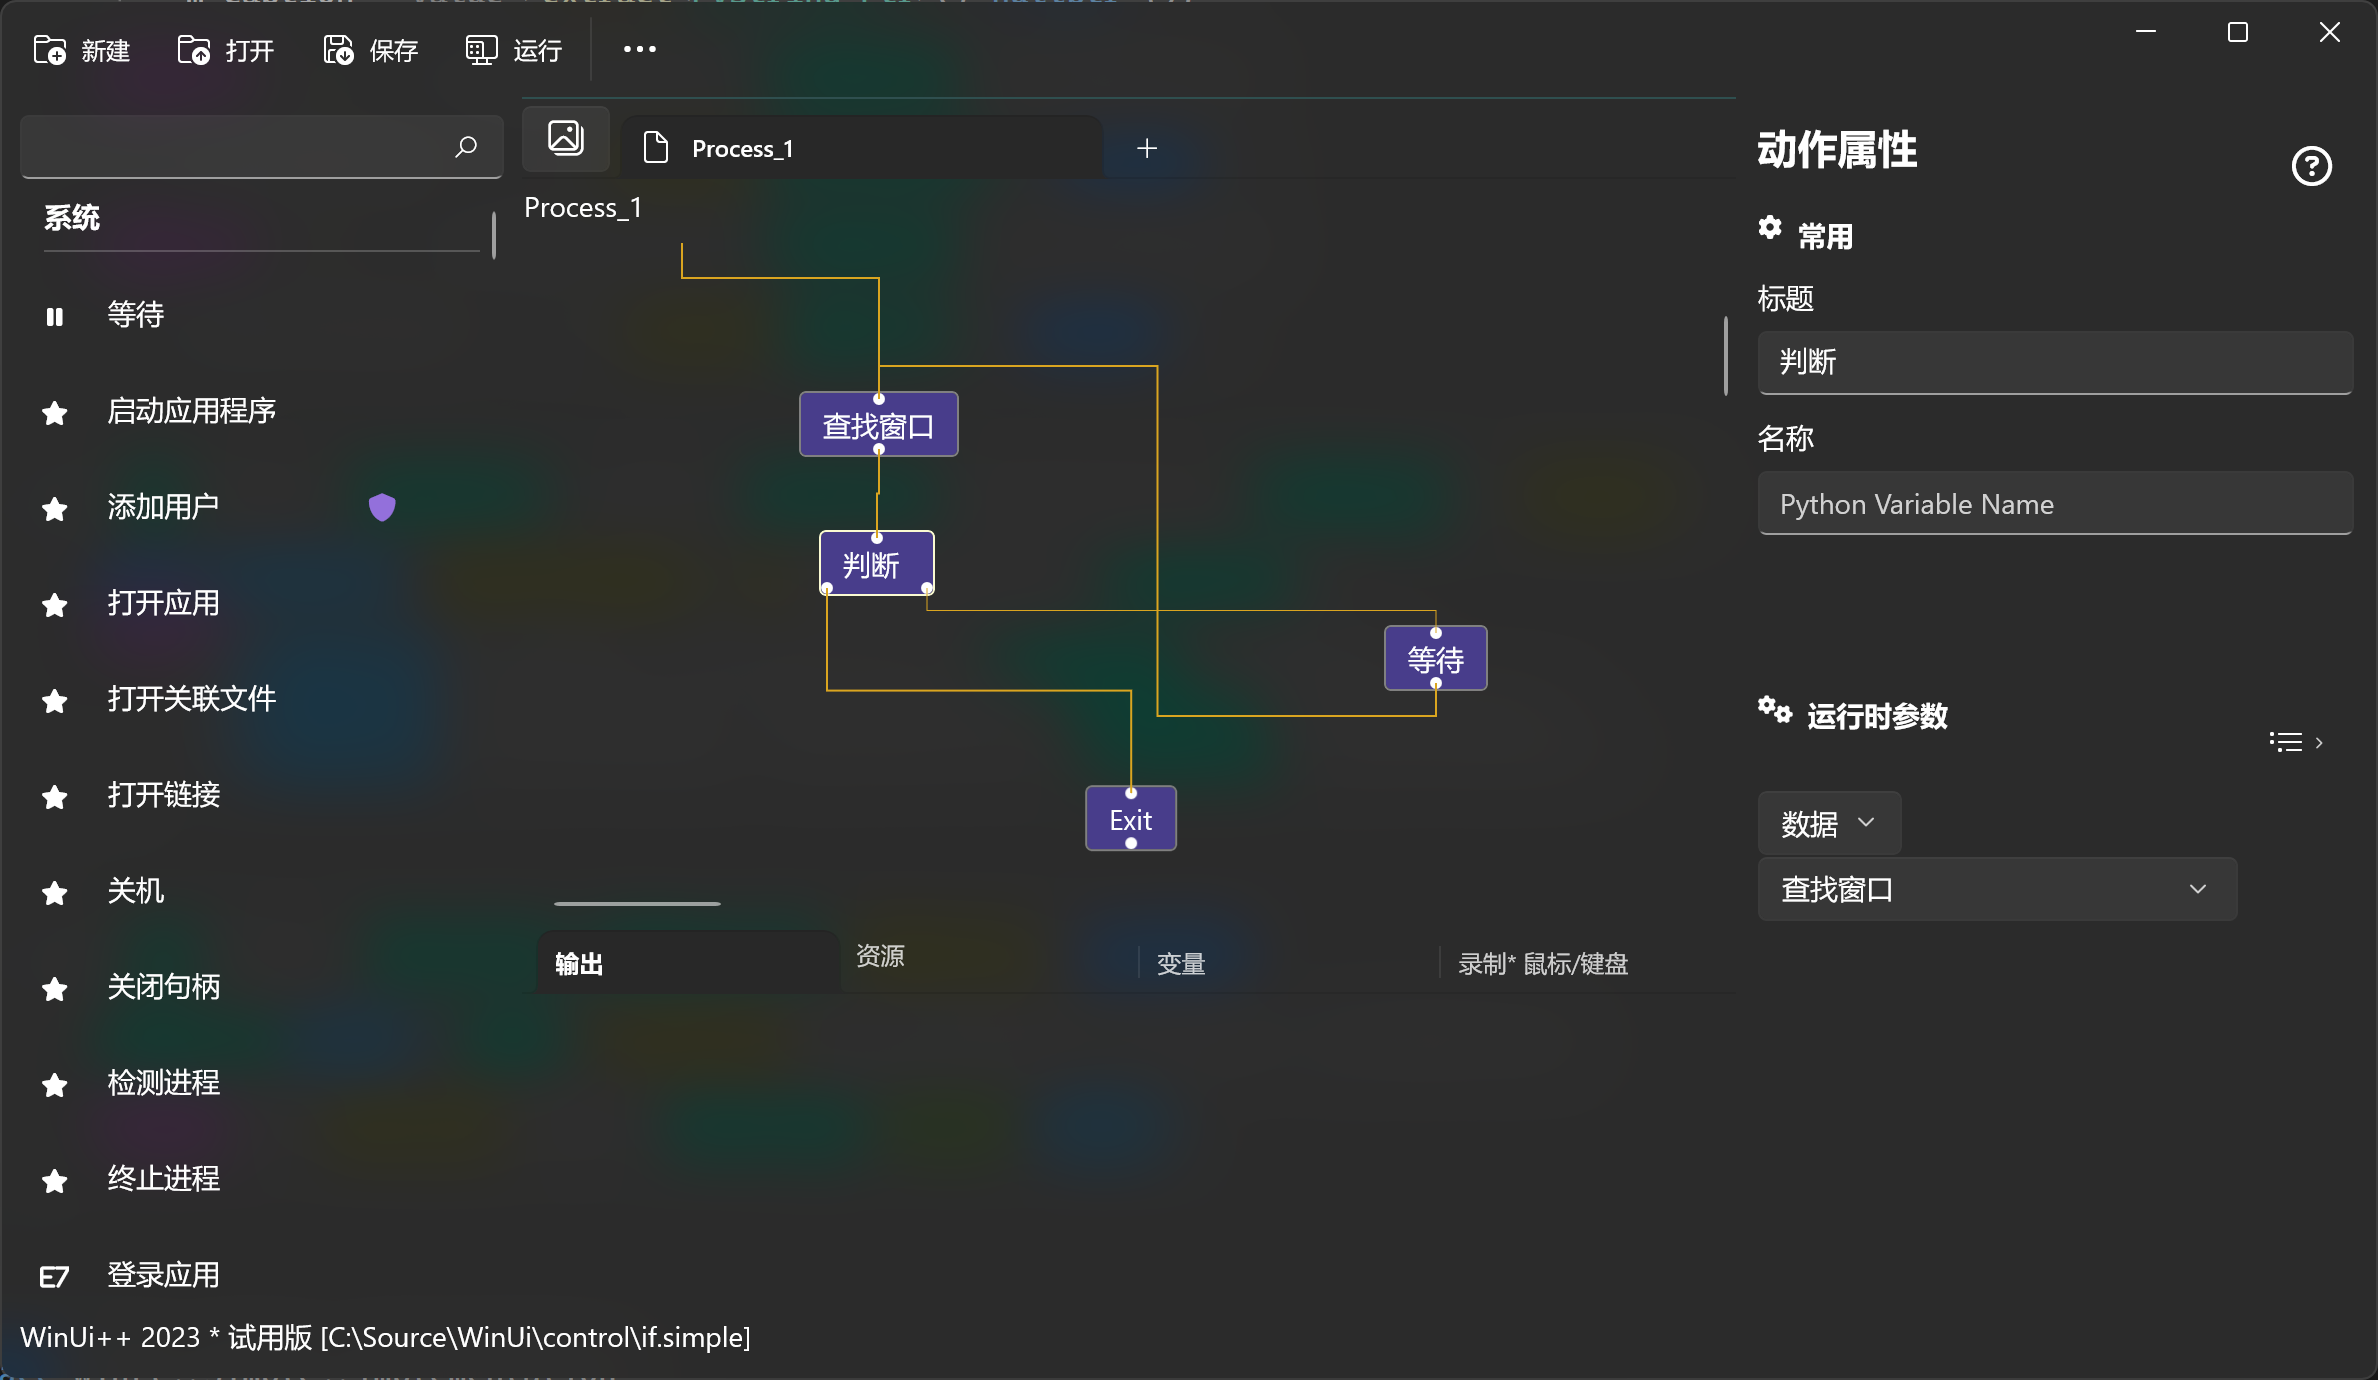 新建 打开 保存 运行
Process_1
Process_1
系统
等待
启动应用程序
添加用户
打开应用
打开关联文件
打开链接
关机
关闭句柄
检测进程
终止进程
登录应用
查找窗口
判断
等待
Exit
输出 资源 变量 录制* 鼠标/键盘
动作属性
常用
标题
判断
名称
Python Variable Name
运行时参数
数据
查找窗口
WinUi++ 2023 * 试用版 [C:\Source\WinUi\control\if.simple]